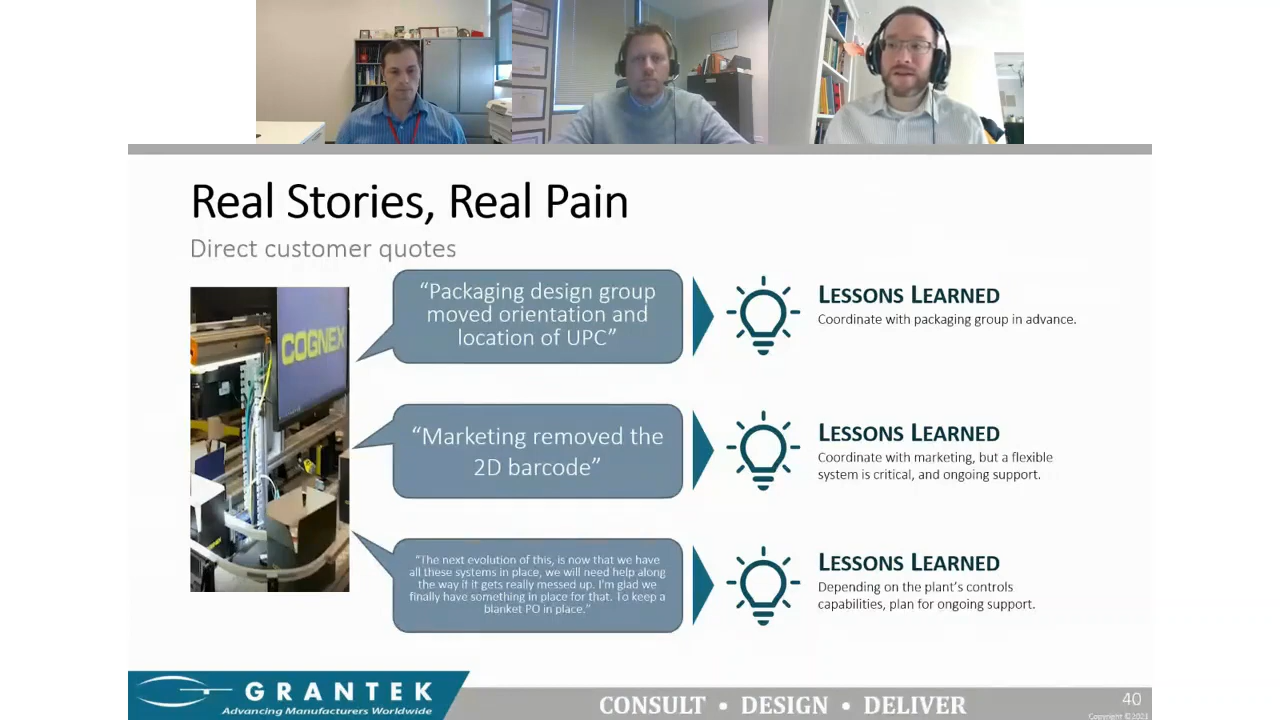 Real Stories, Real Pain
Direct customer quotes
COGNEX
“Packaging design group
moved orientation and
location of UPC”
LESSONS LEARNED
Coordinate with packaging group in advance.
“Marketing removed the
2D barcode”
LESSONS LEARNED
Coordinate with marketing, but a flexible
system is critical, and ongoing support.
“The next evolution of this, is now that we have
all these systems in place, we will need help along
the way if it gets really messed up. I'm glad we
finally have something in place for that. To keep a
blanket PO in place.”
LESSONS LEARNED
Depending on the plant’s controls
capabilities, plan for ongoing support.
GRANTEK
Advancing Manufacturers Worldwide
CONSULT • DESIGN • DELIVER
40
Copyright ©2021